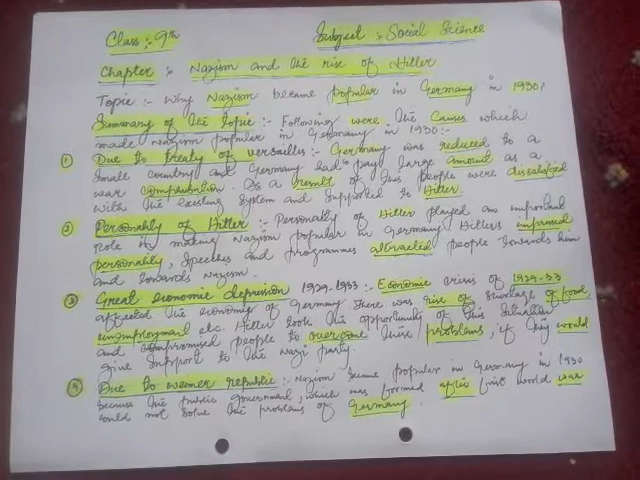 Class :- 9th Subject :- Social Science
Chapter :- Nazism and the rise of Hitler
Topic :- Why Nazism became popular in Germany in 1930?
Summary of the topic :- Following were the causes which
made Nazism popular in Germany in 1930:-
① Due to treaty of versailles :- Germany was reduced to a
small country and Germany had to pay large amound as a
war compensation. As a result of this people were dissatisfied
with the existing system and supported to Hitler.
② Personality of Hitler :- Personality of Hitler played an important
Role in making Nazism popular in Germany Hitlers
personality, speeches and programmes attracted people towards him
and towards Nazism.
③ Great economic depression 1929-1933 :- Economic crisis of 1929-33
affected the economy of Germany there was rise of shortage of food,
unemployment etc. Hitler took the opportunity of this situation
and people to over come these problems, if they would
give support to the Nazi party.
④ Due to weimer republic :- Nazism became popular in Germany in 1930
because the public government, which was formed after first world war
could not solve the problems of Germany.